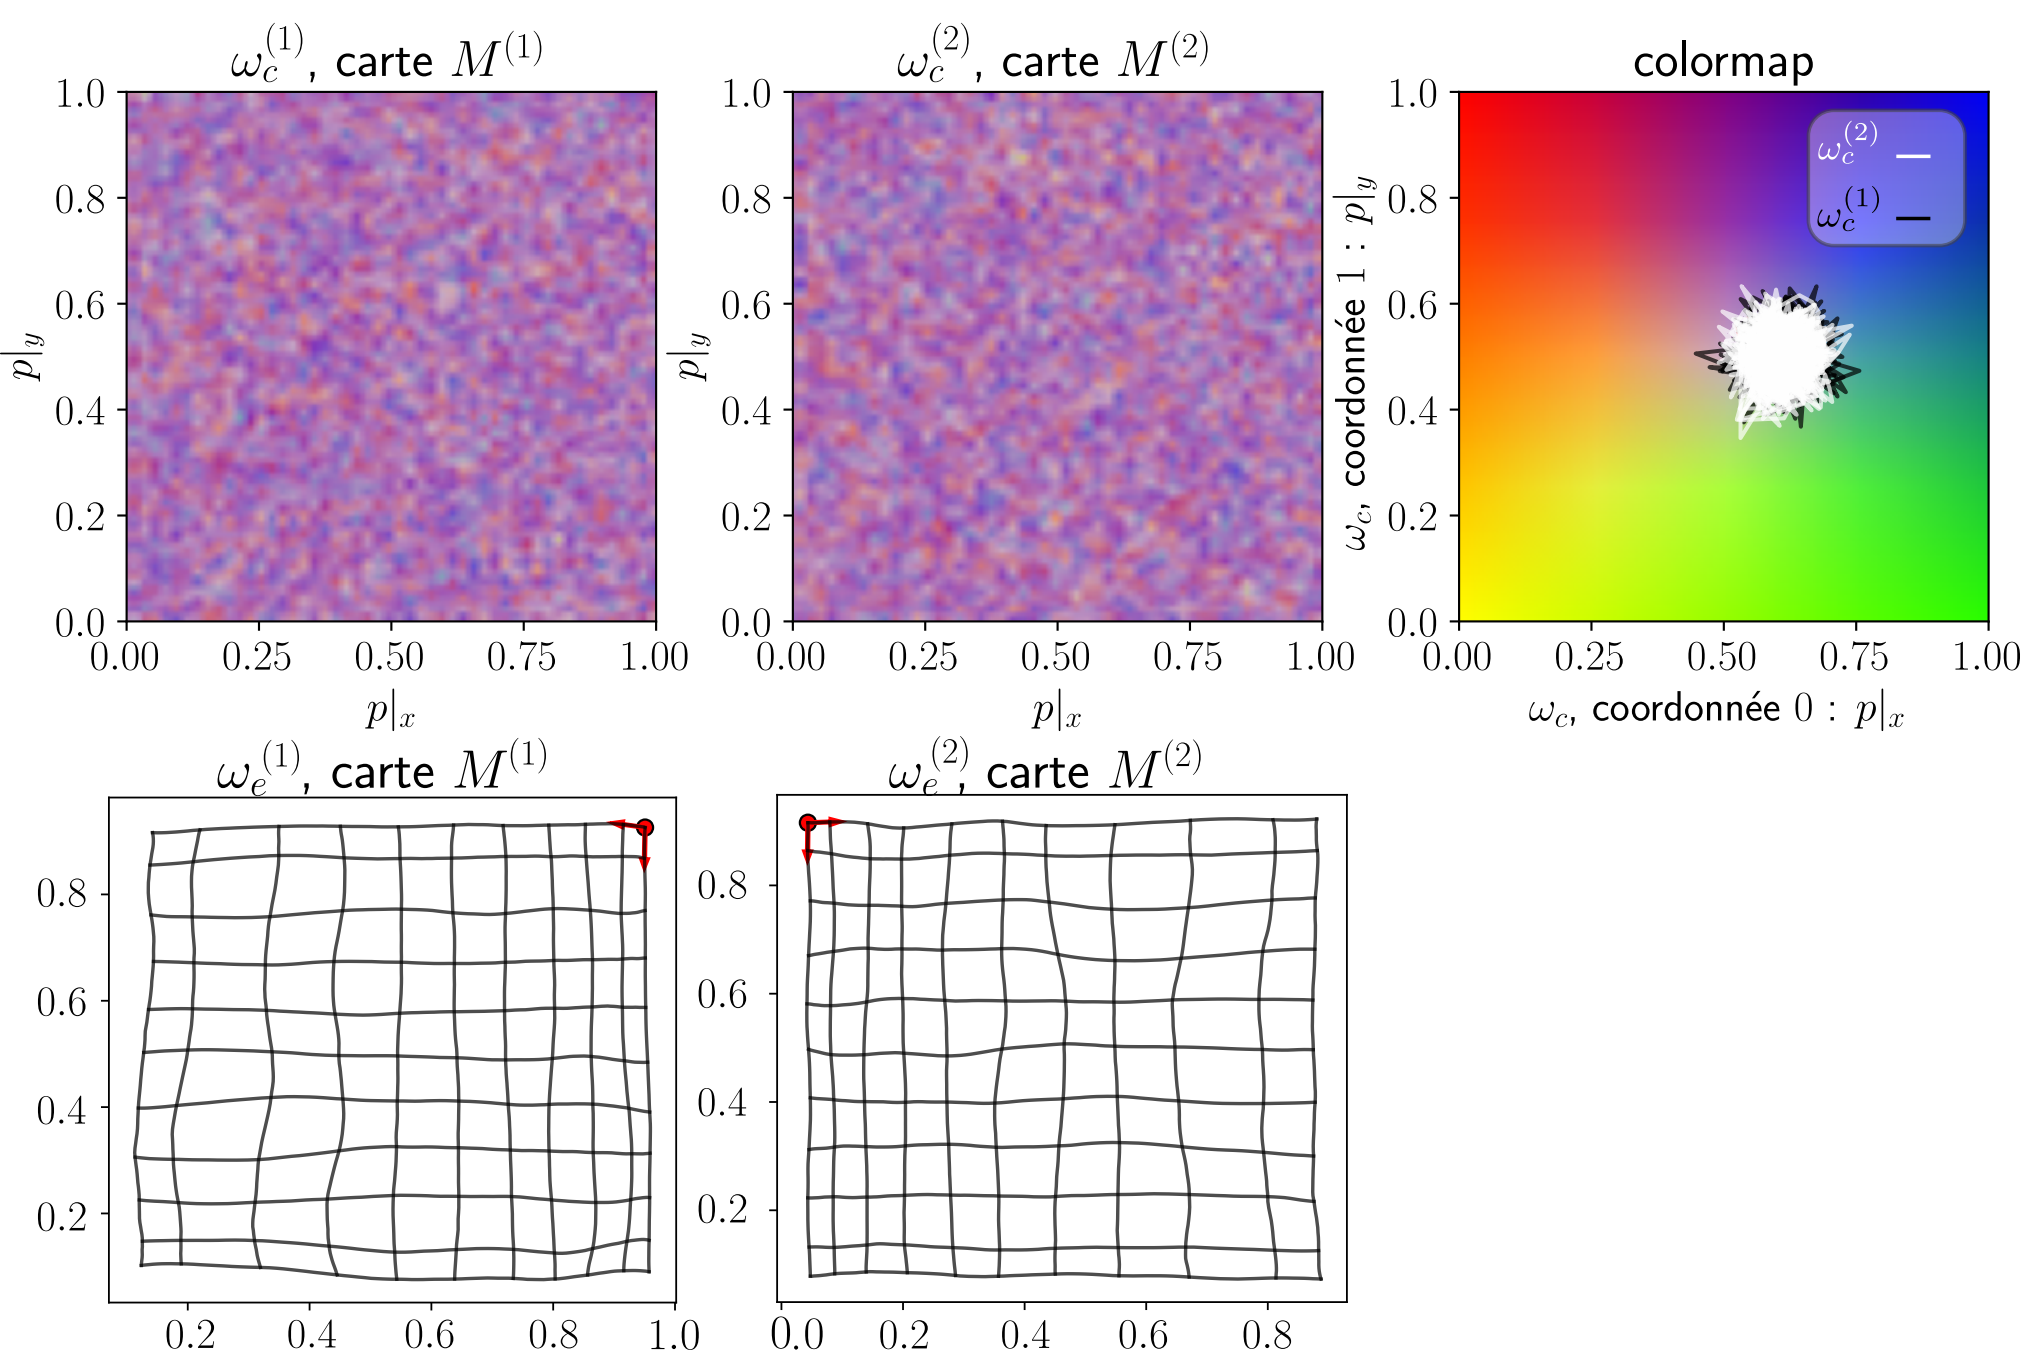 ω_c^(1), carte M^(1)
1.0
0.8
0.6
0.4
0.2
0.0
p|_y
0.00 0.25 0.50 0.75 1.00
p|_x
ω_c^(2), carte M^(2)
1.0
0.8
0.6
0.4
0.2
0.0
p|_y
0.00 0.25 0.50 0.75 1.00
p|_x
colormap
ω_c^(2)
ω_c^(1)
1.0
0.8
0.6
0.4
0.2
0.0
ω_c, coordonnée 1 : p|_y
0.00 0.25 0.50 0.75 1.00
ω_c, coordonnée 0 : p|_x
ω_e^(1), carte M^(1)
0.8
0.6
0.4
0.2
0.2 0.4 0.6 0.8 1.0
ω_e^(2), carte M^(2)
0.8
0.6
0.4
0.2
0.0 0.2 0.4 0.6 0.8